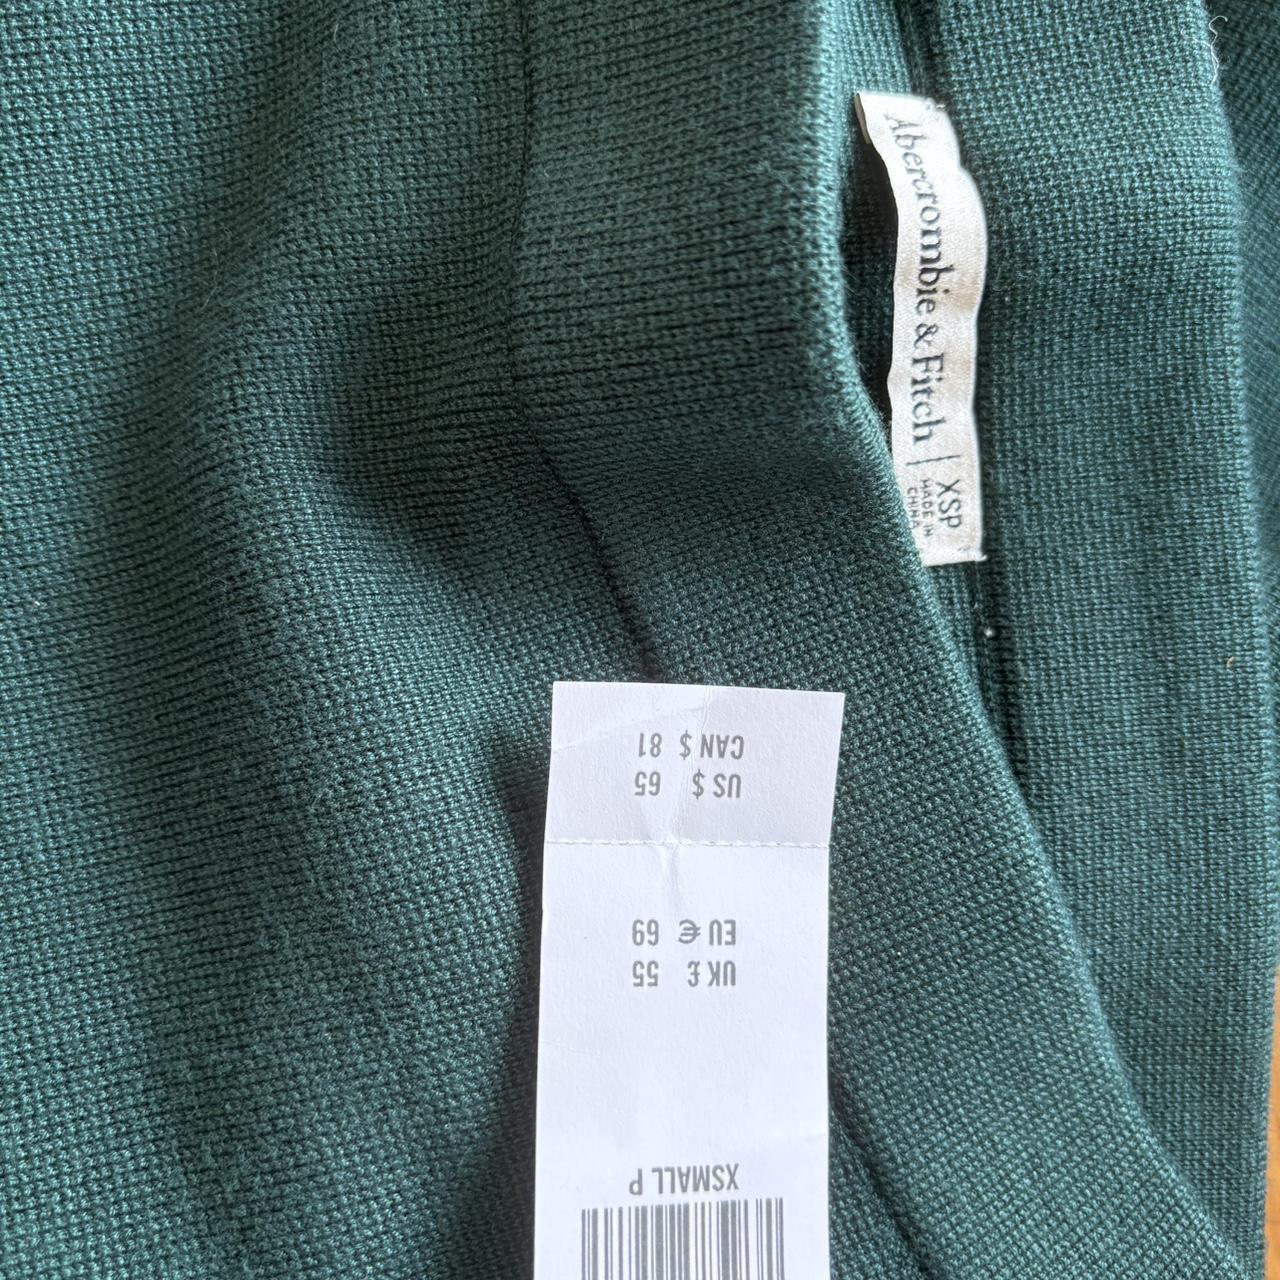 Abercrombie & Fitch | XSP
MADE IN
CHINA
XSMALL P
UK £ 55
EU € 69
US $ 65
CAN $ 81